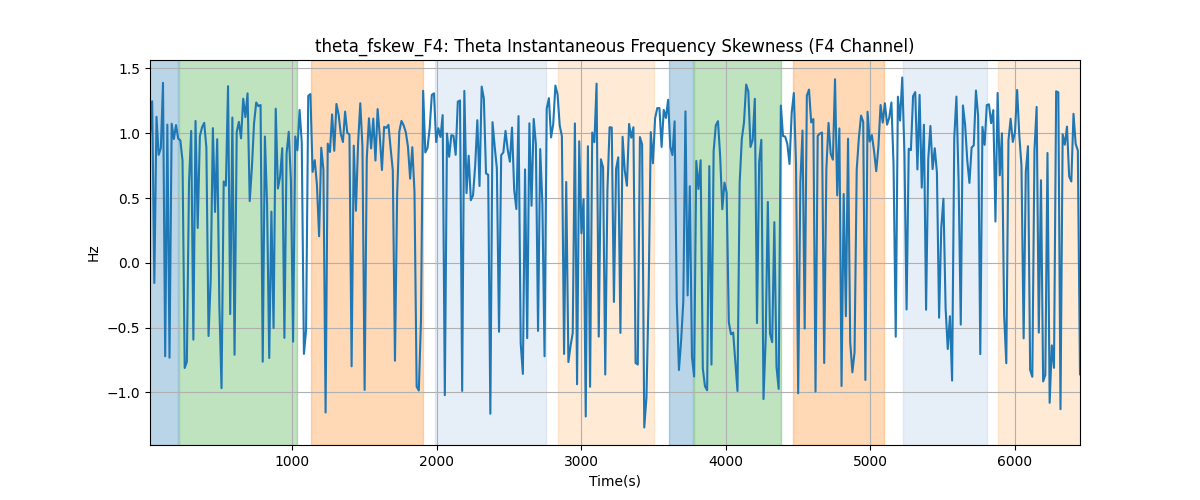 theta_fskew_F4: Theta Instantaneous Frequency Skewness (F4 Channel)
1.5
1.0
0.5
0.0
−0.5
−1.0
Hz
1000 2000 3000 4000 5000 6000
Time(s)